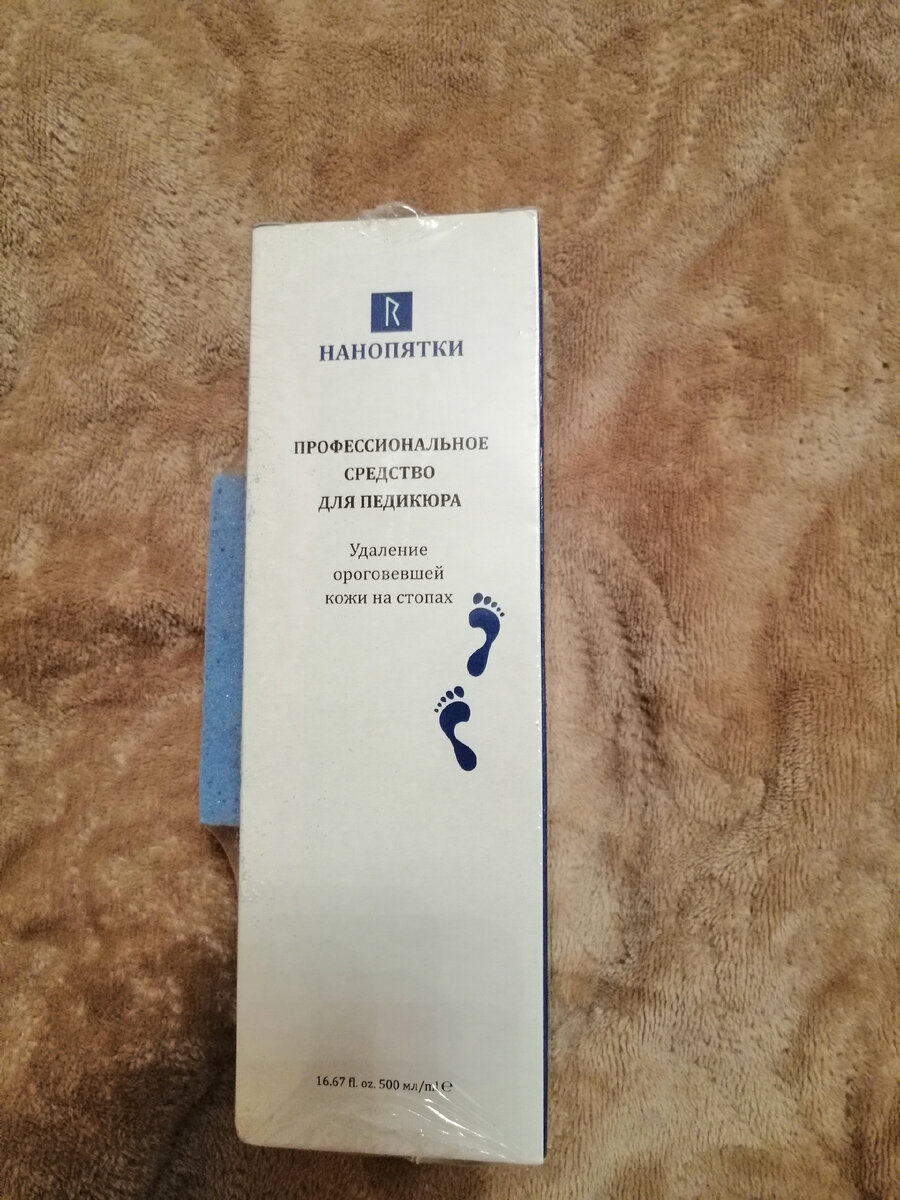 R
НАНОПЯТКИ
ПРОФЕССИОНАЛЬНОЕ
СРЕДСТВО
ДЛЯ ПЕДИКЮРА
Удаление
ороговевшей
кожи на стопах
16.67 fl. oz. 500 мл/ml ℮